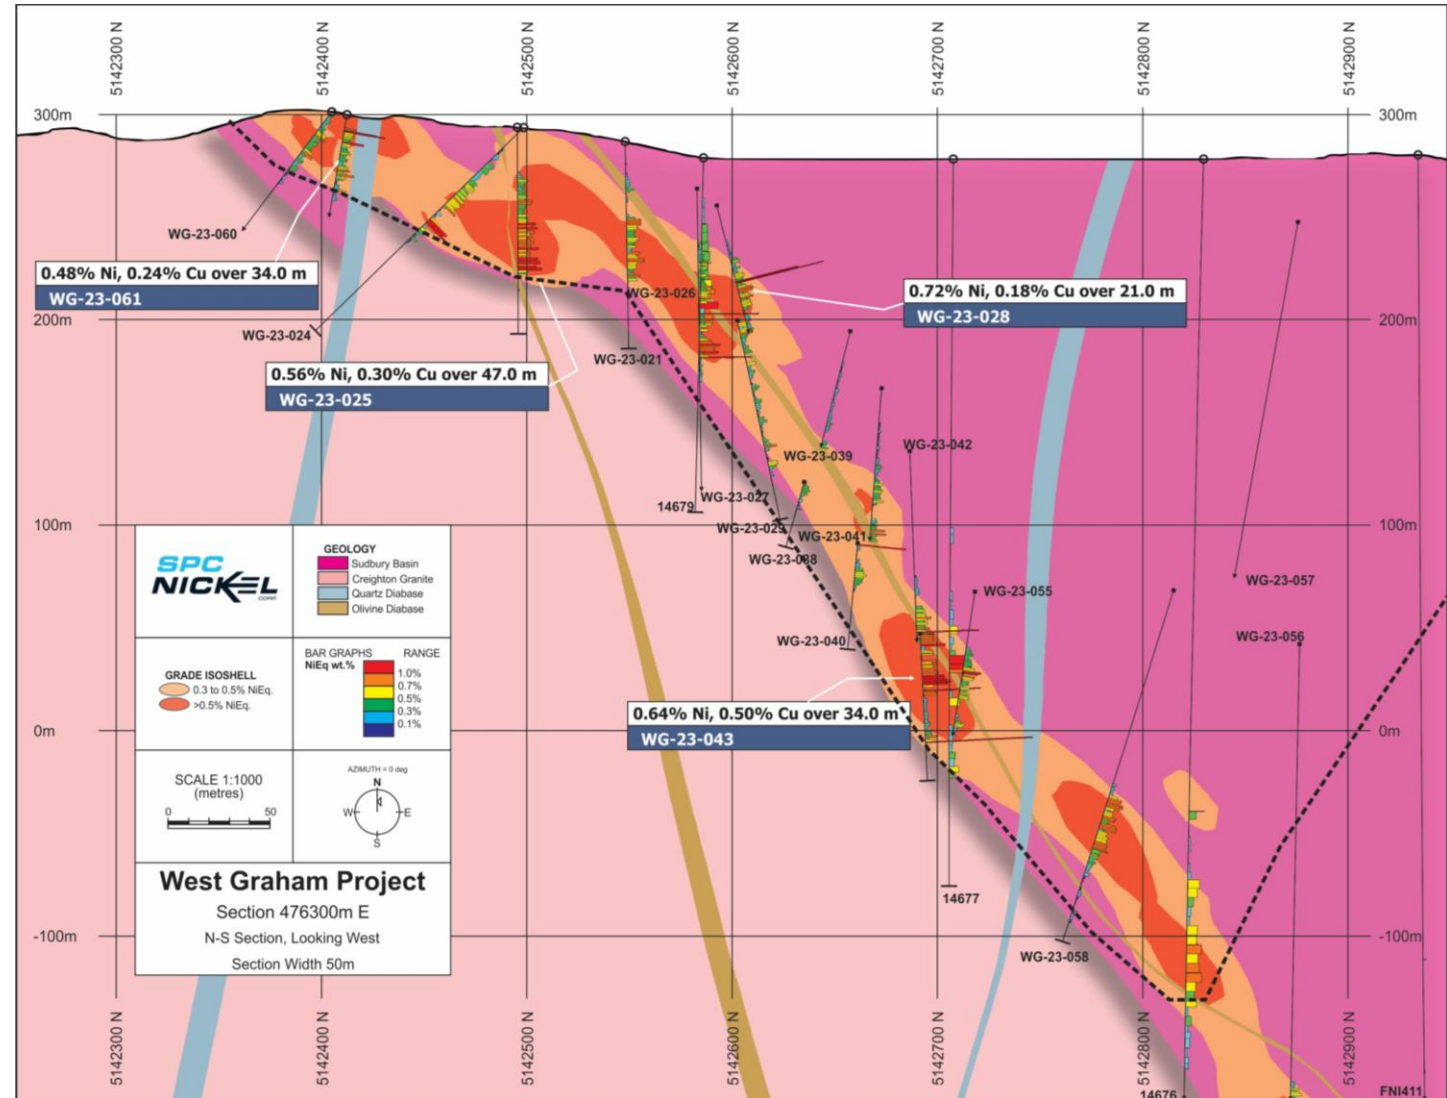 5142300 N
5142400 N
5142500 N
5142600 N
5142700 N
5142800 N
5142900 N
300m
300m
WG-23-060
0.48% Ni, 0.24% Cu over 34.0 m
WG-23-061
0.72% Ni, 0.18% Cu over 21.0 m
WG-23-028
WG-23-026
200m
200m
WG-23-024
WG-23-021
0.56% Ni, 0.30% Cu over 47.0 m
WG-23-025
WG-23-042
WG-23-039
WG-23-027
14679
100m
100m
WG-23-029
WG-23-041
WG-23-038
WG-23-057
WG-23-055
WG-23-056
WG-23-040
0.64% Ni, 0.50% Cu over 34.0 m
WG-23-043
0m
0m
SPC
NICKEL
CORP.
GEOLOGY
Sudbury Basin
Creighton Granite
Quartz Diabase
Olivine Diabase
GRADE ISOSHELL
0.3 to 0.5% NiEq.
>0.5% NiEq.
BAR GRAPHS RANGE
NiEq wt.%
1.0%
0.7%
0.5%
0.3%
0.1%
SCALE 1:1000
(metres)
0 50
AZIMUTH = 0 deg
N
W E
S
West Graham Project
Section 476300m E
N-S Section, Looking West
Section Width 50m
14677
-100m
-100m
WG-23-058
5142300 N
5142400 N
5142500 N
5142600 N
5142700 N
5142800 N
5142900 N
14676
FNI411